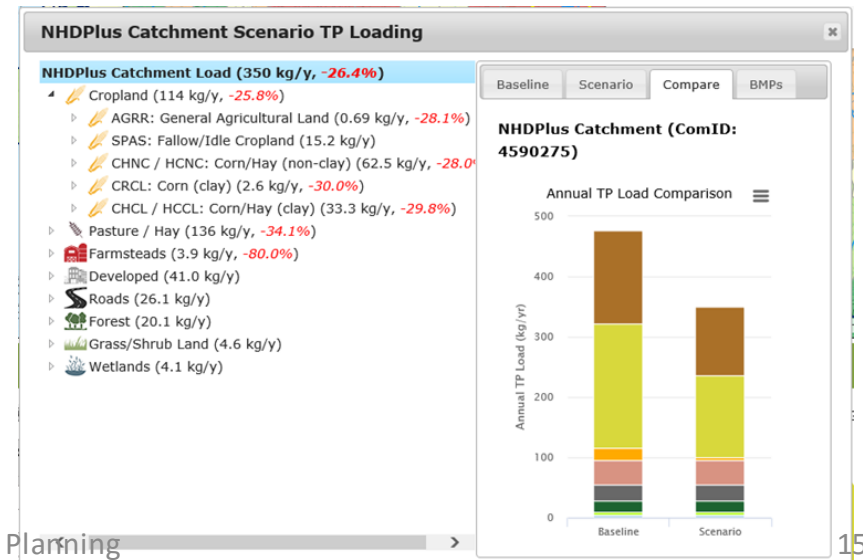 NHDPlus Catchment Scenario TP Loading
NHDPlus Catchment Load (350 kg/y, -26.4%)
Cropland (114 kg/y, -25.8%)
AGRR: General Agricultural Land (0.69 kg/y, -28.1%)
SPAS: Fallow/Idle Cropland (15.2 kg/y)
CHNC / HCNC: Corn/Hay (non-clay) (62.5 kg/y, -28.0
CRCL: Corn (clay) (2.6 kg/y, -30.0%)
CHCL / HCCL: Corn/Hay (clay) (33.3 kg/y, -29.8%)
Pasture / Hay (136 kg/y, -34.1%)
Farmsteads (3.9 kg/y, -80.0%)
Developed (41.0 kg/y)
Roads (26.1 kg/y)
Forest (20.1 kg/y)
Grass/Shrub Land (4.6 kg/y)
Wetlands (4.1 kg/y)
Baseline Scenario Compare BMPs
NHDPlus Catchment (ComID:
4590275)
Annual TP Load Comparison
Annual TP Load (kg/yr)
500
400
300
200
100
0
Baseline Scenario
Planning
15